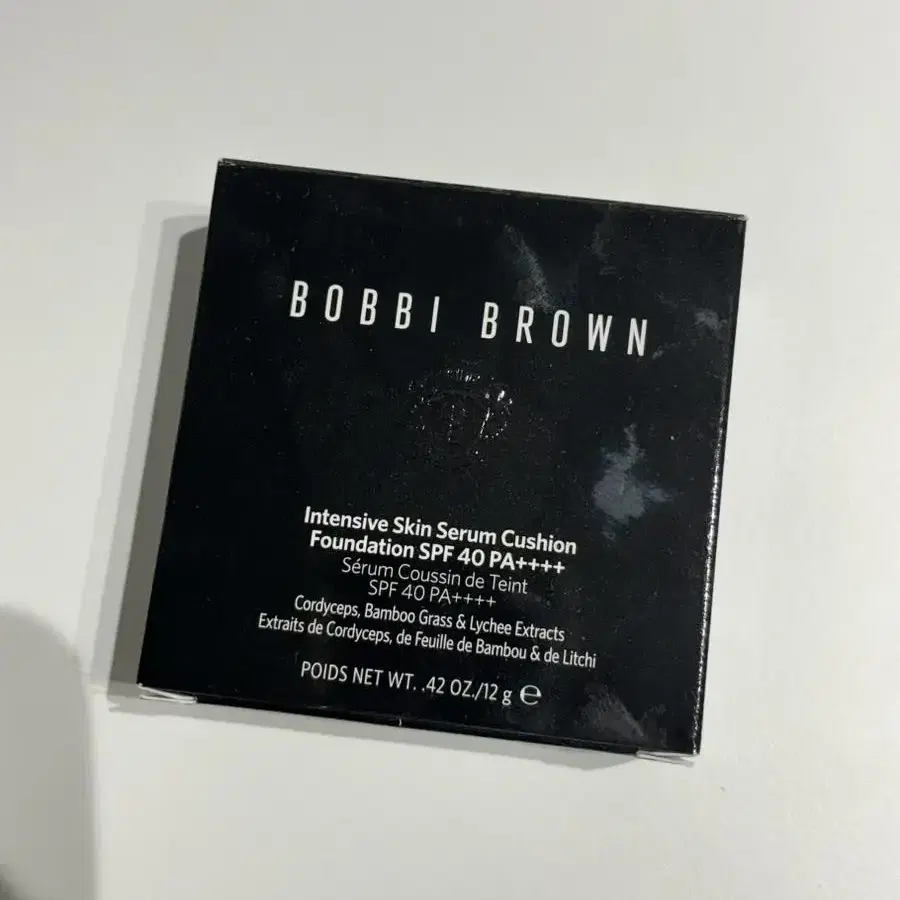 BOBBI BROWN
Intensive Skin Serum Cushion
Foundation SPF 40 PA++++
Sérum Coussin de Teint
SPF 40 PA++++
Cordyceps, Bamboo Grass & Lychee Extracts
Extraits de Cordyceps, de Feuille de Bambou & de Litchi
POIDS NET WT. .42 OZ./12 g ℮